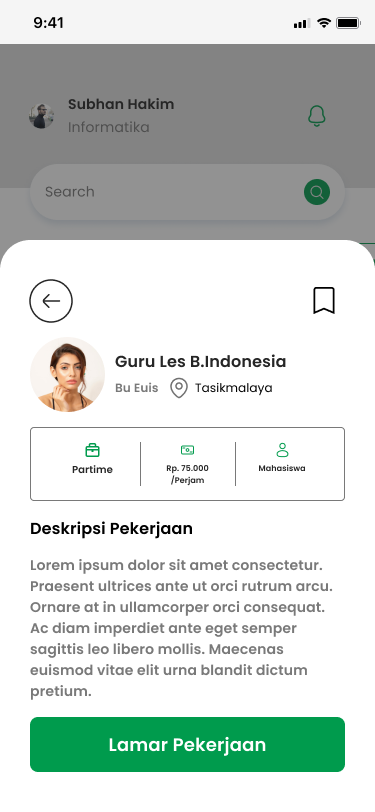 9:41
Subhan Hakim
Informatika
Search
Guru Les B.Indonesia
Bu Euis Tasikmalaya
Partime
Rp. 75.000
/Perjam
Mahasiswa
Deskripsi Pekerjaan
Lorem ipsum dolor sit amet consectetur.
Praesent ultrices ante ut orci rutrum arcu.
Ornare at in ullamcorper orci consequat.
Ac diam imperdiet ante eget semper
sagittis leo libero mollis. Maecenas
euismod vitae elit urna blandit dictum
pretium.
Lamar Pekerjaan